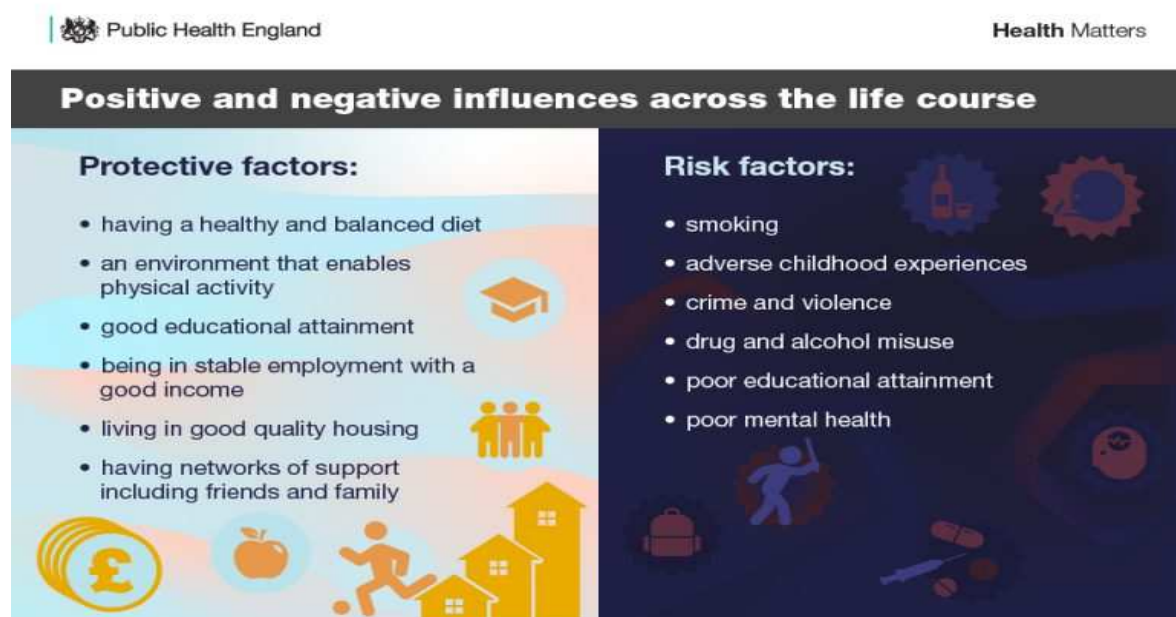 Public Health England
Health Matters
Positive and negative influences across the life course
Protective factors:
• having a healthy and balanced diet
• an environment that enables
physical activity
• good educational attainment
• being in stable employment with a
good income
• living in good quality housing
• having networks of support
including friends and family
£
Risk factors:
• smoking
• adverse childhood experiences
• crime and violence
• drug and alcohol misuse
• poor educational attainment
• poor mental health